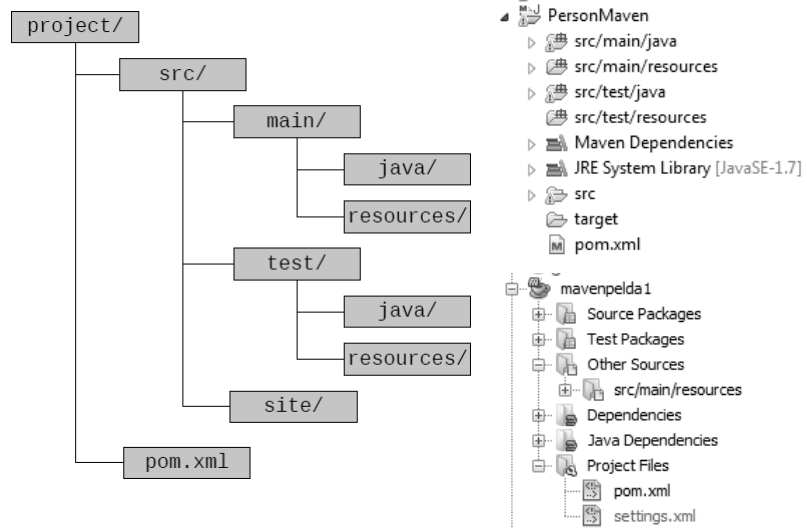 project/
src/
main/
java/
resources/
test/
java/
resources/
site/
pom.xml
PersonMaven
src/main/java
src/main/resources
src/test/java
src/test/resources
Maven Dependencies
JRE System Library [JavaSE-1.7]
src
target
pom.xml
mavenpelda1
Source Packages
Test Packages
Other Sources
src/main/resources
Dependencies
Java Dependencies
Project Files
pom.xml
settings.xml